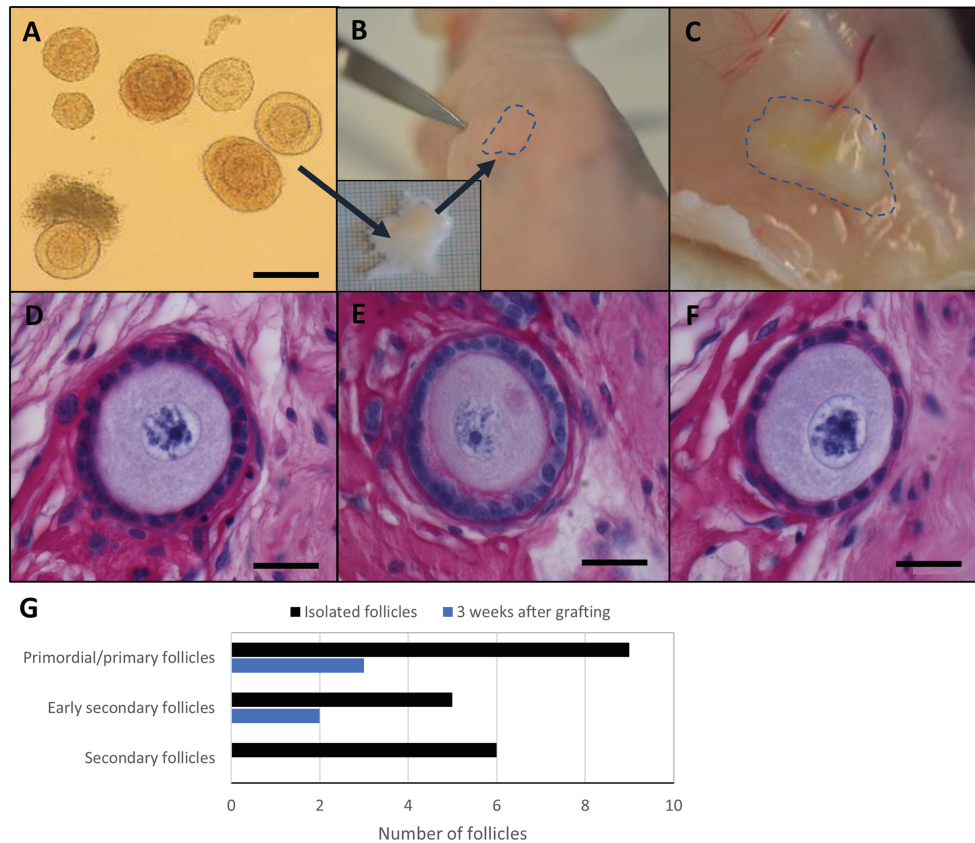 A
B
C
D
E
F
G
Isolated follicles
3 weeks after grafting
Primordial/primary follicles
Early secondary follicles
Secondary follicles
0
2
4
6
8
10
Number of follicles